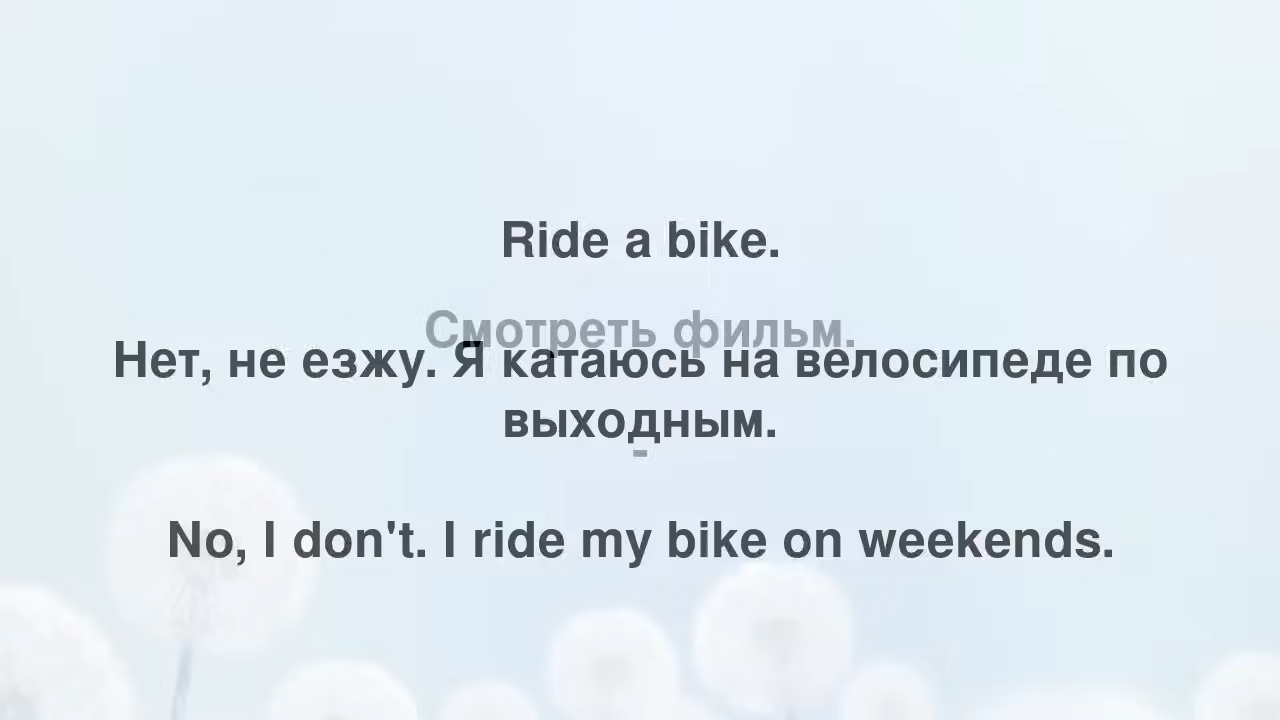 Ride a bike.
Смотреть фильм.
Нет, не езжу. Я катаюсь на велосипеде по
выходным.
-
No, I don't. I ride my bike on weekends.